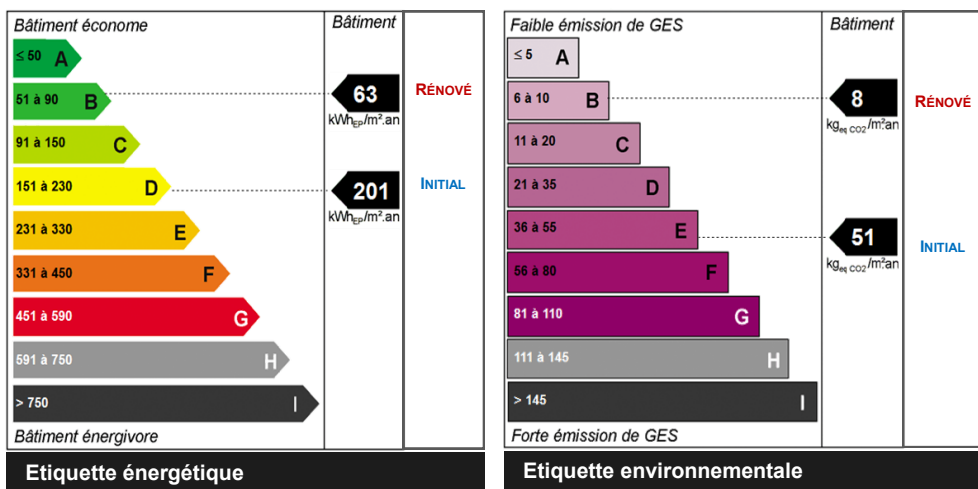 Bâtiment économe
Bâtiment
≤ 50 A
51 à 90 B
63
kWhEP/m².an
RÉNOVÉ
91 à 150 C
151 à 230 D
201
kWhEP/m².an
INITIAL
231 à 330 E
331 à 450 F
451 à 590 G
591 à 750 H
> 750 I
Bâtiment énergivore
Etiquette énergétique
Faible émission de GES
Bâtiment
≤ 5 A
6 à 10 B
8
kgeq CO2/m².an
RÉNOVÉ
11 à 20 C
21 à 35 D
36 à 55 E
51
kgeq CO2/m².an
INITIAL
56 à 80 F
81 à 110 G
111 à 145 H
> 145 I
Forte émission de GES
Etiquette environnementale